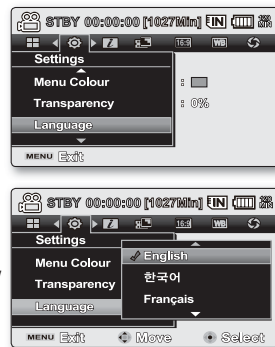 STBY 00:00:00 [1027Min] IN
16:9 WB
Settings
Menu Colour
Transparency : 0%
Language
MENU Exit
STBY 00:00:00 [1027Min] IN
16:9 WB
Settings
Menu Colour
Transparency
Language
English
한국어
Français
MENU Exit Move Select